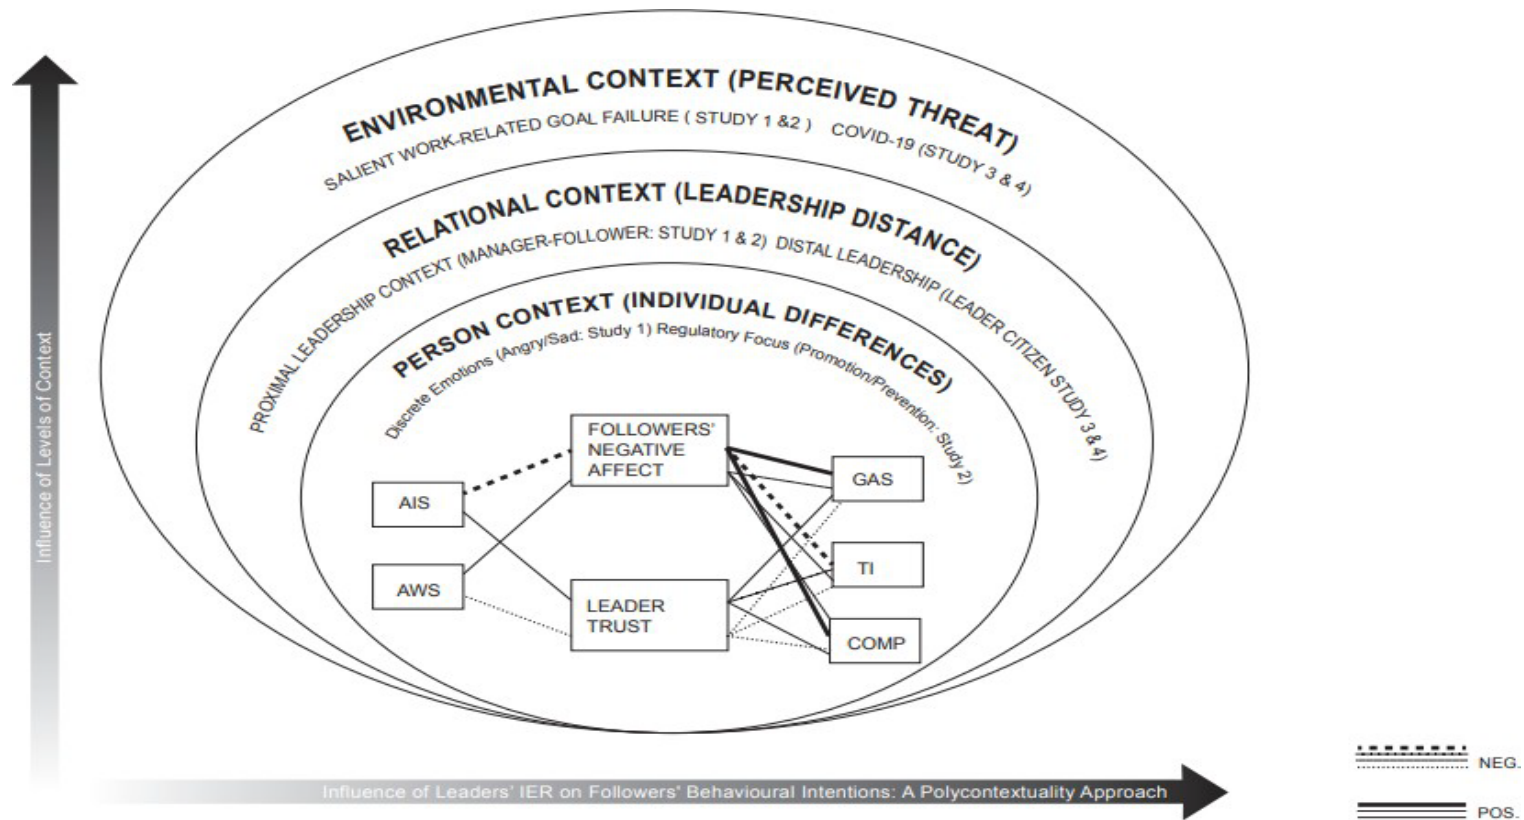 ENVIRONMENTAL CONTEXT (PERCEIVED THREAT)
SALIENT WORK-RELATED GOAL FAILURE ( STUDY 1 &2 ) COVID-19 (STUDY 3 & 4)
RELATIONAL CONTEXT (LEADERSHIP DISTANCE)
PROXIMAL LEADERSHIP CONTEXT (MANAGER-FOLLOWER: STUDY 1 & 2) DISTAL LEADERSHIP (LEADER CITIZEN STUDY 3 & 4)
PERSON CONTEXT (INDIVIDUAL DIFFERENCES)
Discrete Emotions (Angry/Sad: Study 1) Regulatory Focus (Promotion/Prevention: Study 2)
Influence of Levels of Context
AIS
AWS
FOLLOWERS'
NEGATIVE
AFFECT
LEADER
TRUST
GAS
TI
COMP
Influence of Leaders' IER on Followers' Behavioural Intentions: A Polycontextuality Approach
NEG.
POS.